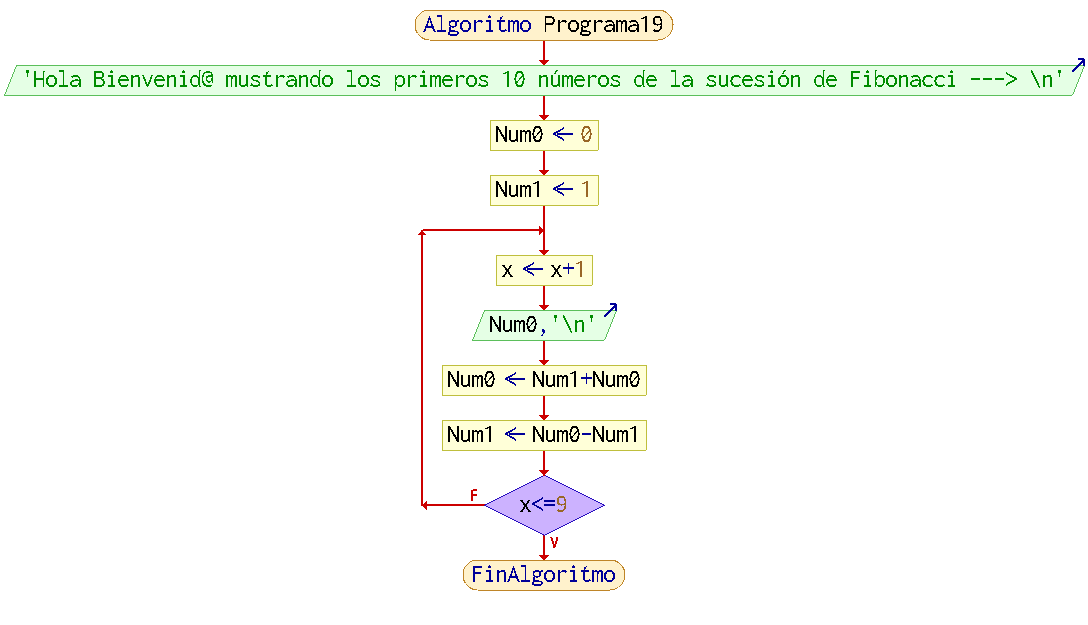 Algoritmo Programa19
'Hola Bienvenid@ mustrando los primeros 10 números de la sucesión de Fibonacci ---> \n'
Num0 ← 0
Num1 ← 1
x ← x+1
Num0,'\n'
Num0 ← Num1+Num0
Num1 ← Num0-Num1
F
x<=9
V
FinAlgoritmo